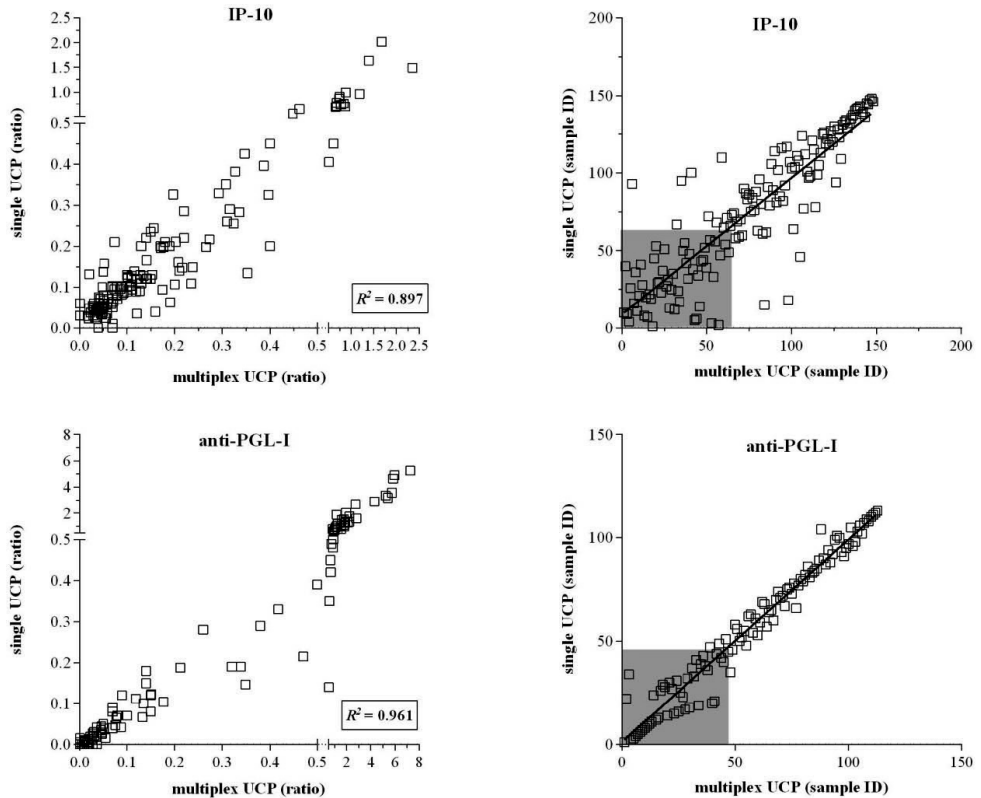 IP-10
2.5
2.0
1.5
1.0
0.5
0.4
0.3
0.2
0.1
0.0
single UCP (ratio)
0.0 0.1 0.2 0.3 0.4 0.5 1.0 1.5 2.0 2.5
multiplex UCP (ratio)
R² = 0.897
IP-10
200
150
100
50
0
single UCP (sample ID)
0 50 100 150 200
multiplex UCP (sample ID)
anti-PGL-I
8
6
4
2
0.5
0.4
0.3
0.2
0.1
0.0
single UCP (ratio)
0.0 0.1 0.2 0.3 0.4 0.5 2 4 6 8
multiplex UCP (ratio)
R² = 0.961
anti-PGL-I
150
100
50
0
single UCP (sample ID)
0 50 100 150
multiplex UCP (sample ID)